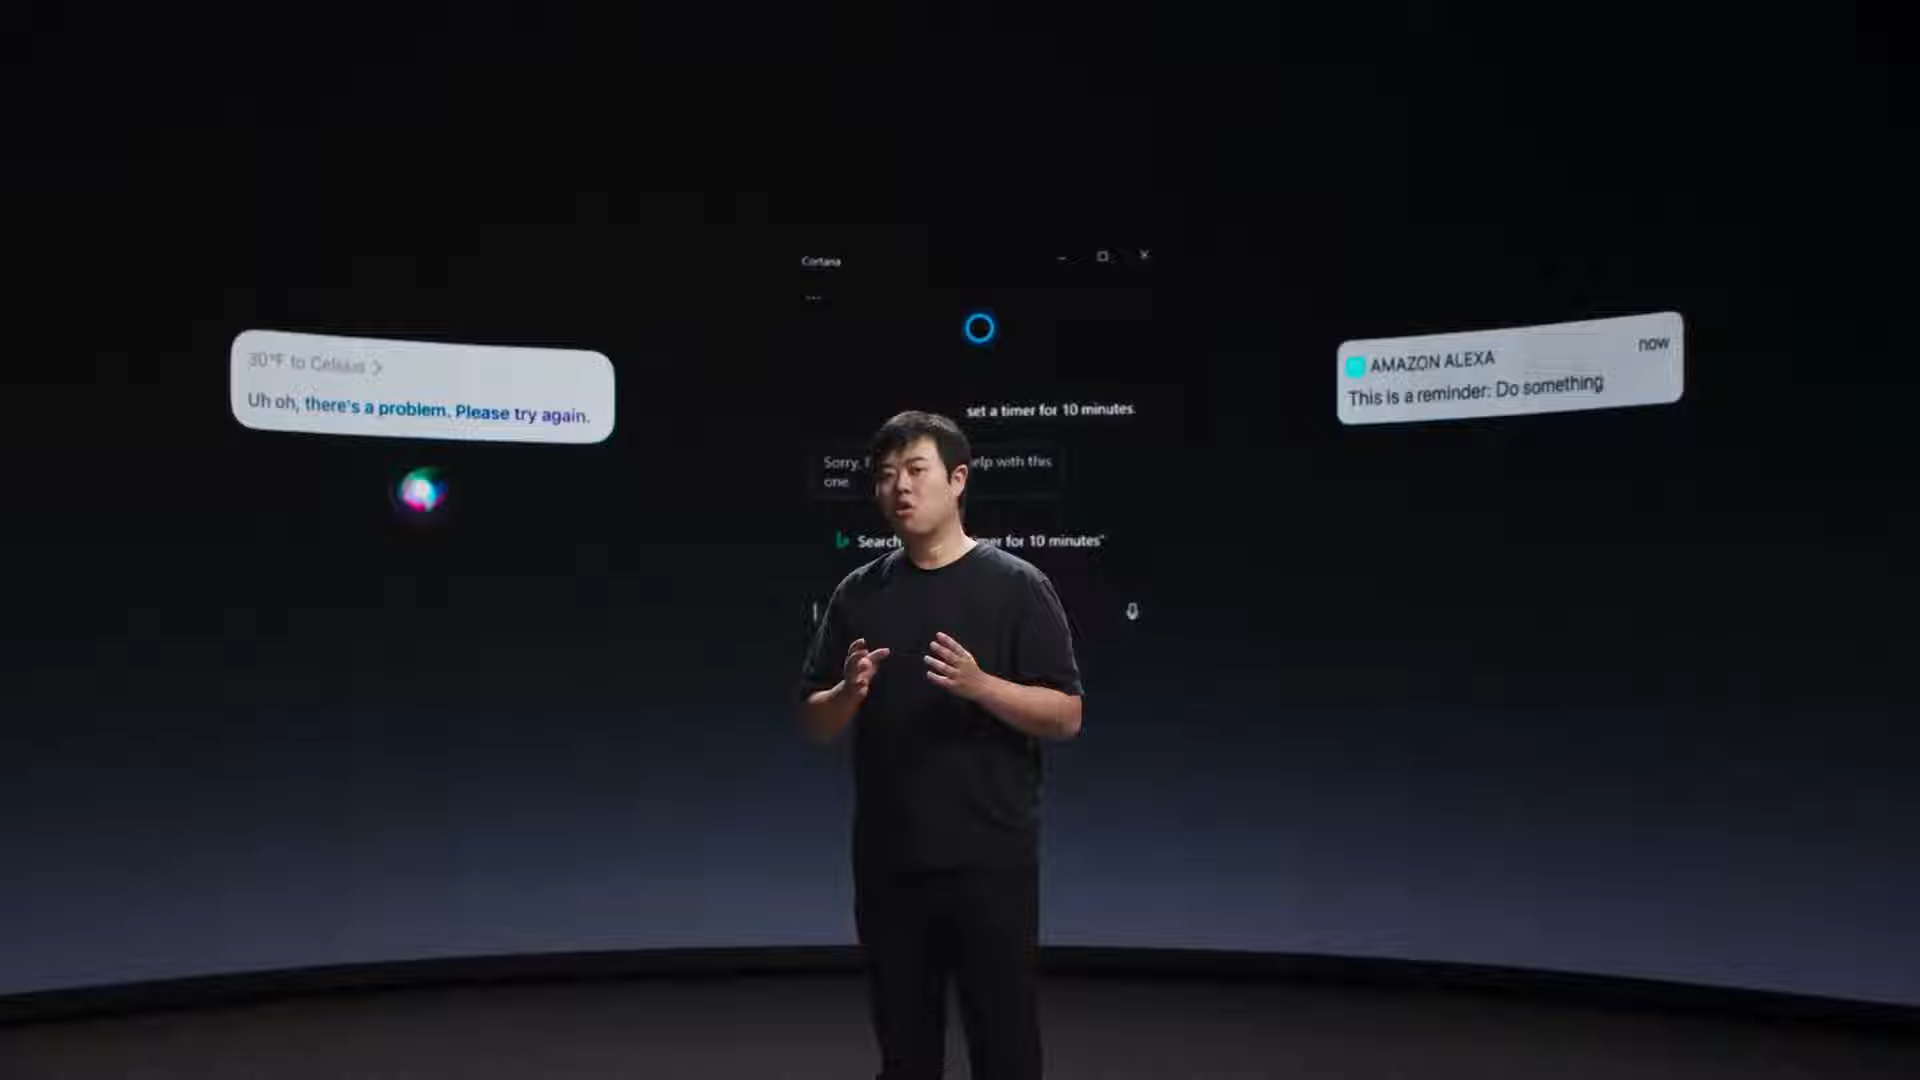 30°F to Celsius
Uh oh, there's a problem. Please try again.
Cortana
set a timer for 10 minutes.
Sorry, elp with this
one
Search mer for 10 minutes"
AMAZON ALEXA now
This is a reminder: Do something